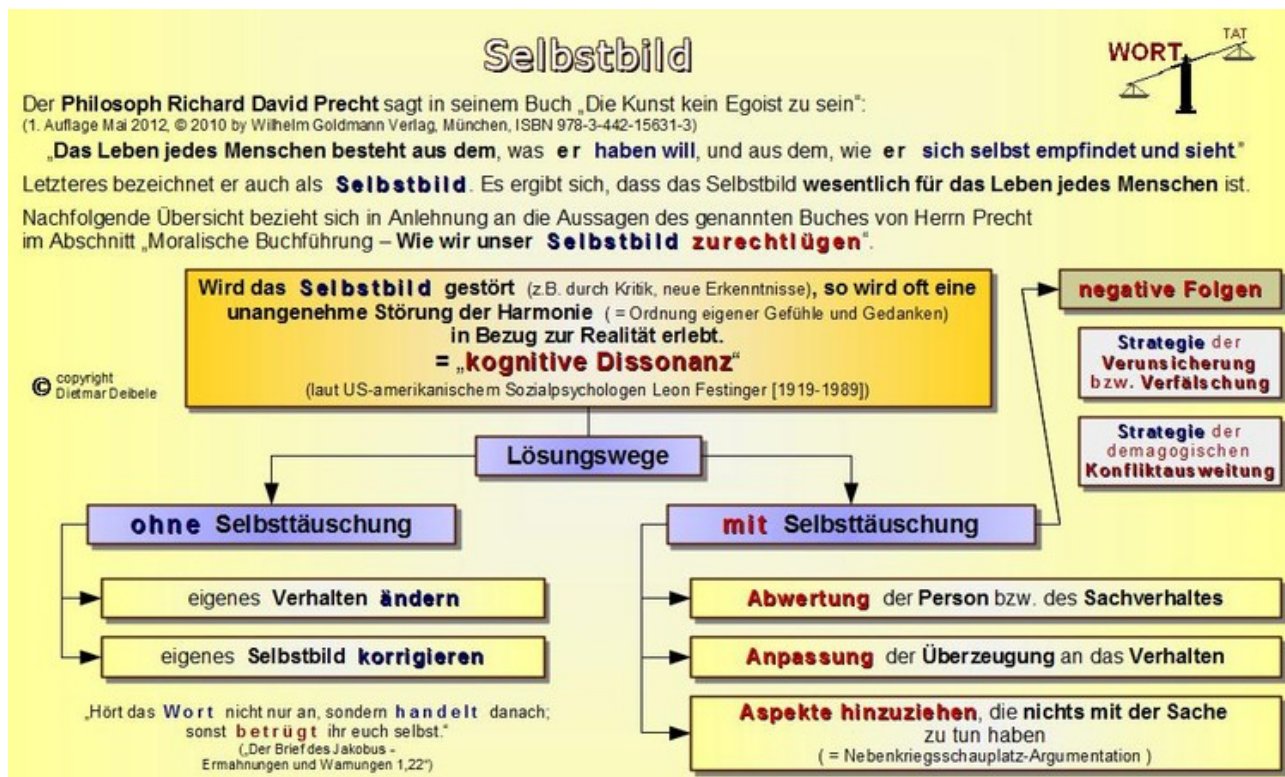 Selbstbild
WORT
TAT
Der Philosoph Richard David Precht sagt in seinem Buch „Die Kunst kein Egoist zu sein“:
(1. Auflage Mai 2012, © 2010 by Wilhelm Goldmann Verlag, München, ISBN 978-3-442-15631-3)
„Das Leben jedes Menschen besteht aus dem, was er haben will, und aus dem, wie er sich selbst empfindet und sieht“
Letzteres bezeichnet er auch als Selbstbild. Es ergibt sich, dass das Selbstbild wesentlich für das Leben jedes Menschen ist.
Nachfolgende Übersicht bezieht sich in Anlehnung an die Aussagen des genannten Buches von Herrn Precht
im Abschnitt „Moralische Buchführung – Wie wir unser Selbstbild zurechtlügen“.
Wird das Selbstbild gestört (z.B. durch Kritik, neue Erkenntnisse), so wird oft eine
unangenehme Störung der Harmonie ( = Ordnung eigener Gefühle und Gedanken)
in Bezug zur Realität erlebt.
= „kognitive Dissonanz“
(laut US-amerikanischem Sozialpsychologen Leon Festinger [1919-1989])
© copyright
Dietmar Deibele
negative Folgen
Strategie der
Verunsicherung
bzw. Verfälschung
Strategie der
demagogischen
Konfliktausweitung
Lösungswege
ohne Selbsttäuschung
eigenes Verhalten ändern
eigenes Selbstbild korrigieren
„Hört das Wort nicht nur an, sondern handelt danach;
sonst betrügt ihr euch selbst.“
(„Der Brief des Jakobus -
Ermahnungen und Warnungen 1,22“)
mit Selbsttäuschung
Abwertung der Person bzw. des Sachverhaltes
Anpassung der Überzeugung an das Verhalten
Aspekte hinzuziehen, die nichts mit der Sache
zu tun haben
( = Nebenkriegsschauplatz-Argumentation )